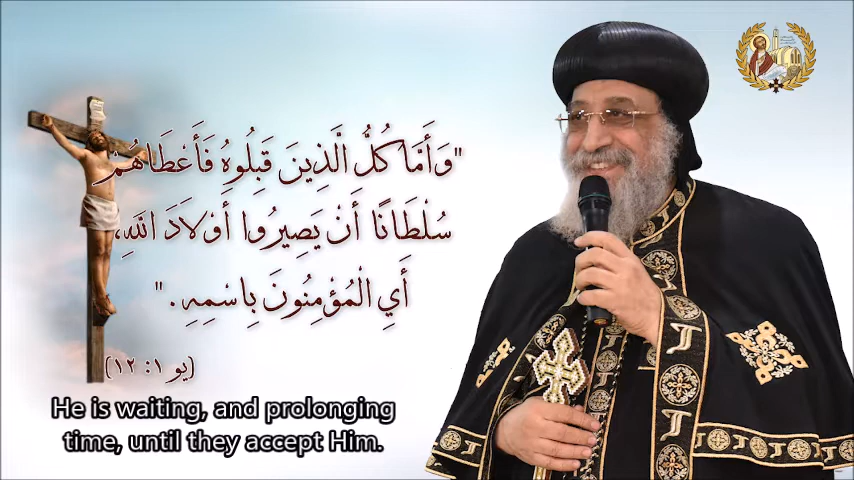 "وَأَمَّا كُلُّ الَّذِينَ قَبِلُوهُ فَأَعْطَاهُمْ
سُلْطَانًا أَنْ يَصِيرُوا أَوْلاَدَ اللهِ،
أَيِ الْمُؤْمِنُونَ بِاسْمِهِ."
(يو ١: ١٢)
He is waiting, and prolonging
time, until they accept Him.